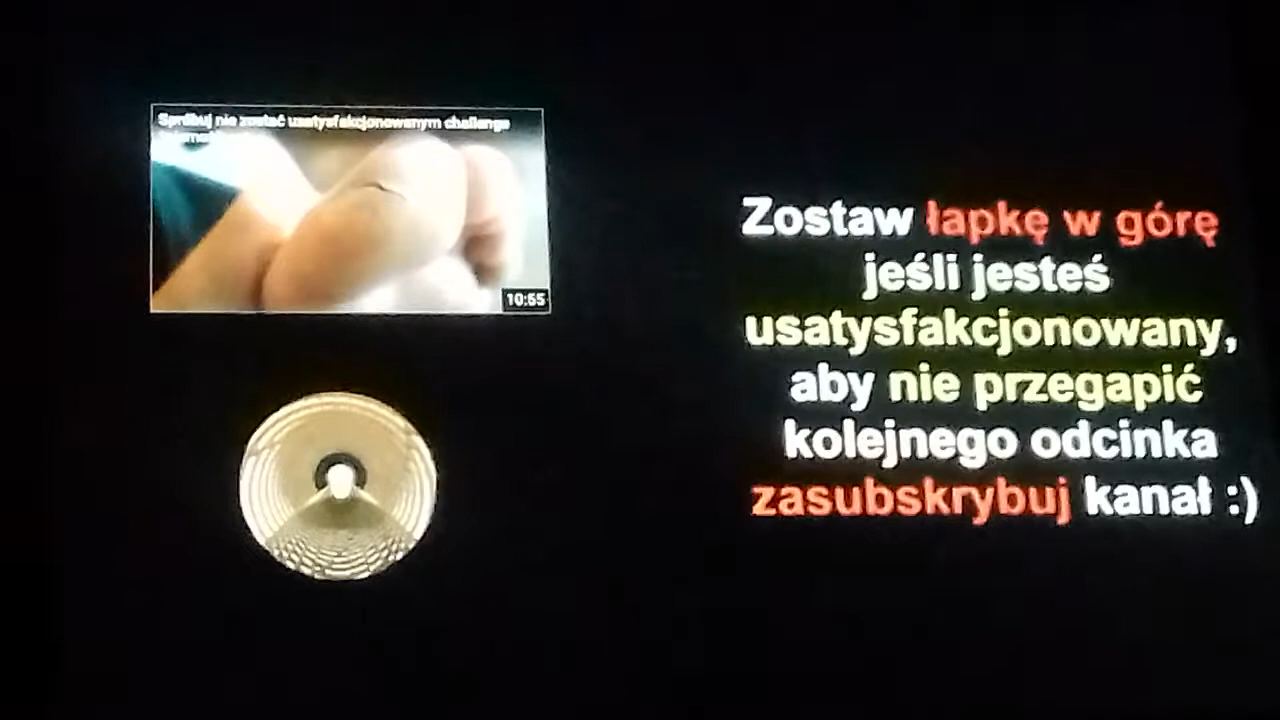 Spróbuj nie zostać usatysfakcjonowanym challenge
10:55
Zostaw łapkę w górę
jeśli jesteś
usatysfakcjonowany,
aby nie przegapić
kolejnego odcinka
zasubskrybuj kanał :)